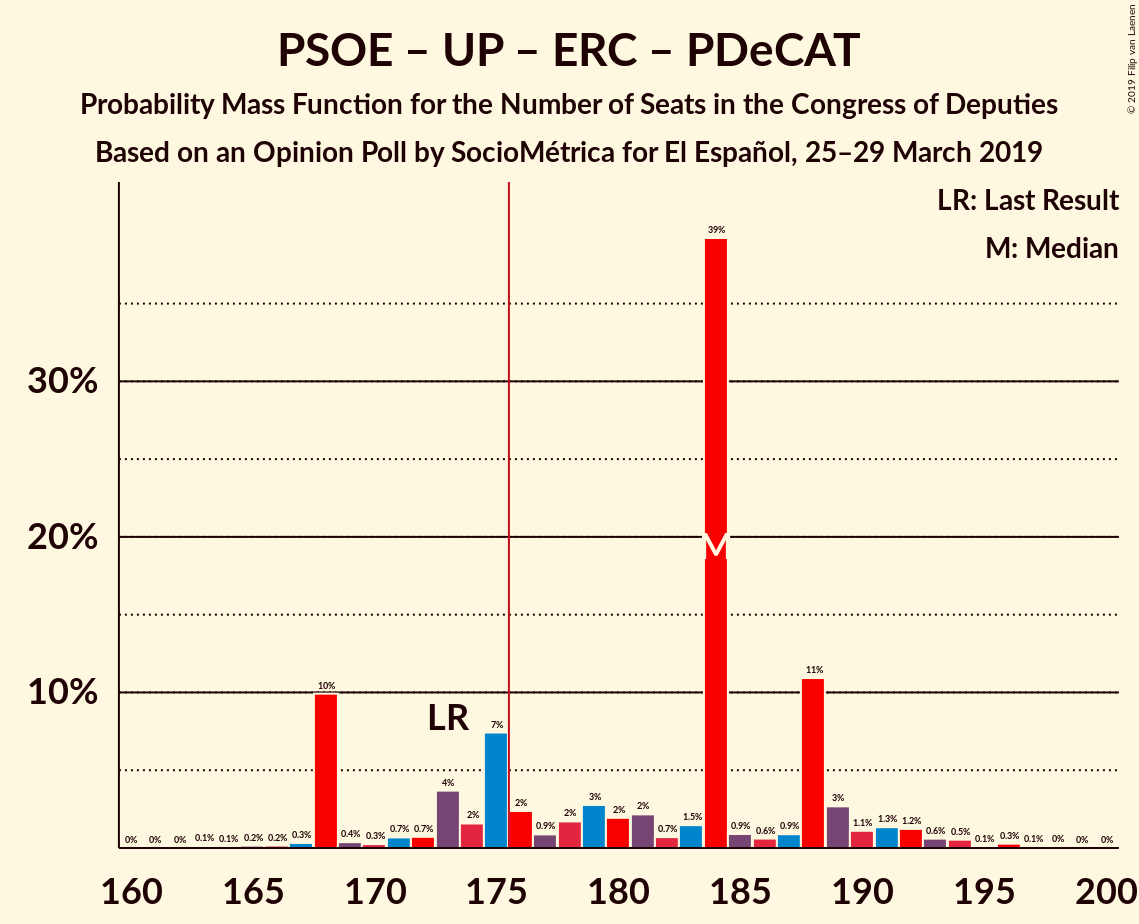 PSOE – UP – ERC – PDeCAT
Probability Mass Function for the Number of Seats in the Congress of Deputies
Based on an Opinion Poll by SocioMétrica for El Español, 25–29 March 2019
© 2019 Filip van Laenen
LR: Last Result
M: Median
30%
20%
10%
LR
M
0% 0% 0% 0.1% 0.1% 0.2% 0.2% 0.3% 10% 0.4% 0.3% 0.7% 0.7% 4% 2% 7% 2% 0.9% 2% 3% 2% 2% 0.7% 1.5% 39% 0.9% 0.6% 0.9% 11% 3% 1.1% 1.3% 1.2% 0.6% 0.5% 0.1% 0.3% 0.1% 0% 0% 0%
160 165 170 175 180 185 190 195 200